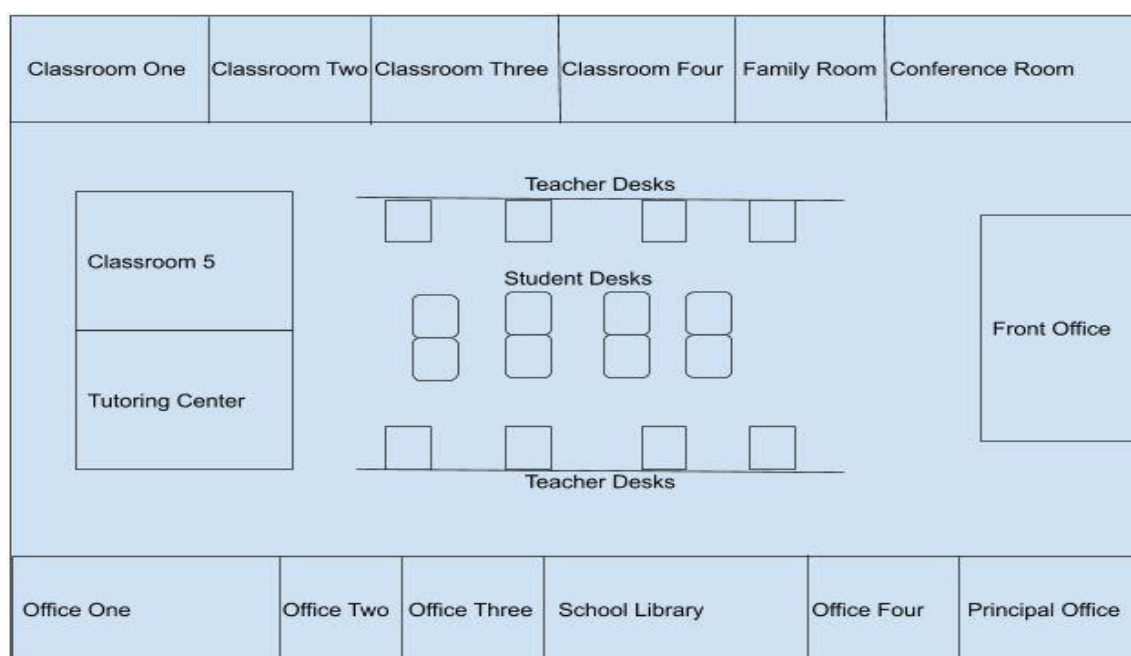 Classroom One
Classroom Two
Classroom Three
Classroom Four
Family Room
Conference Room
Teacher Desks
Classroom 5
Student Desks
Front Office
Tutoring Center
Teacher Desks
Office One
Office Two
Office Three
School Library
Office Four
Principal Office